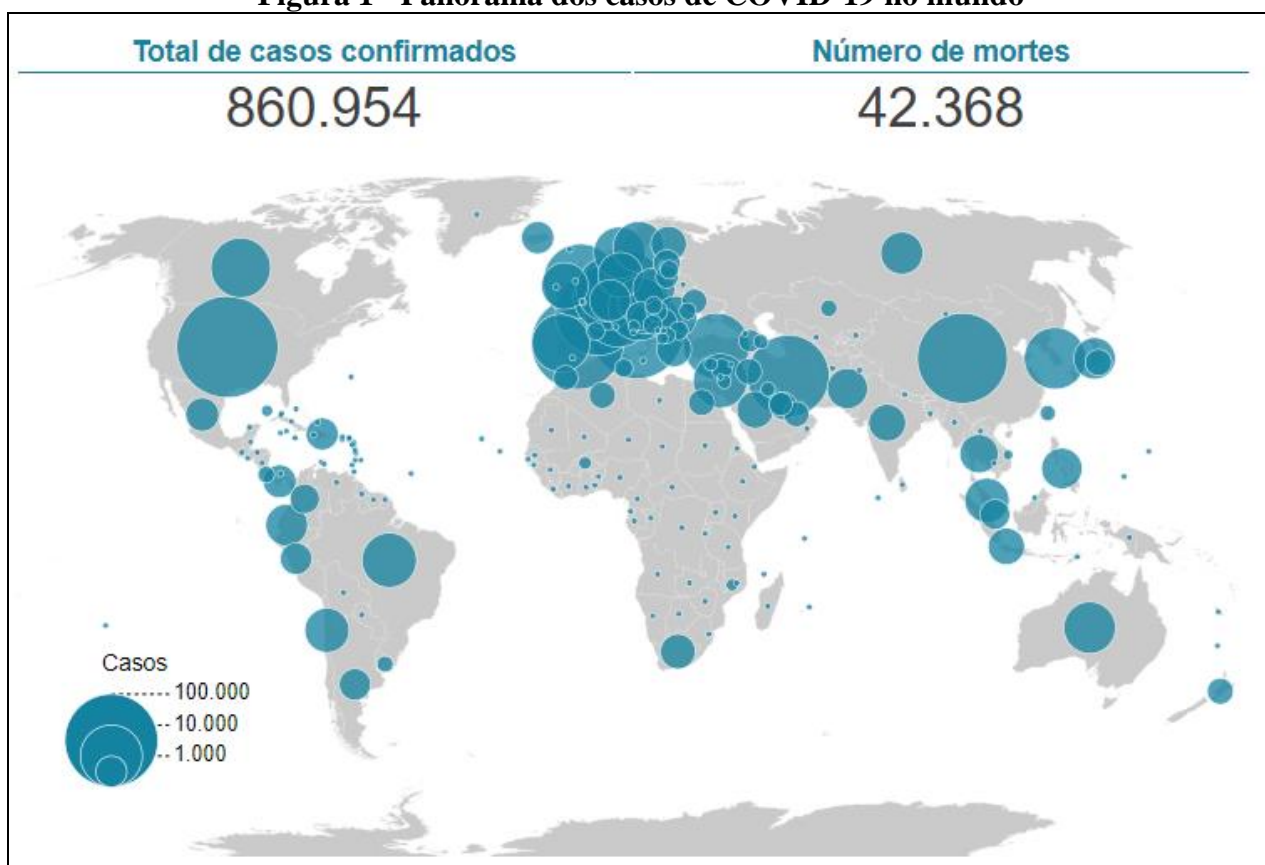 Figura 1 - Panorama dos casos de COVID-19 no mundo
Total de casos confirmados
Número de mortes
860.954
42.368
Casos
100.000
10.000
1.000